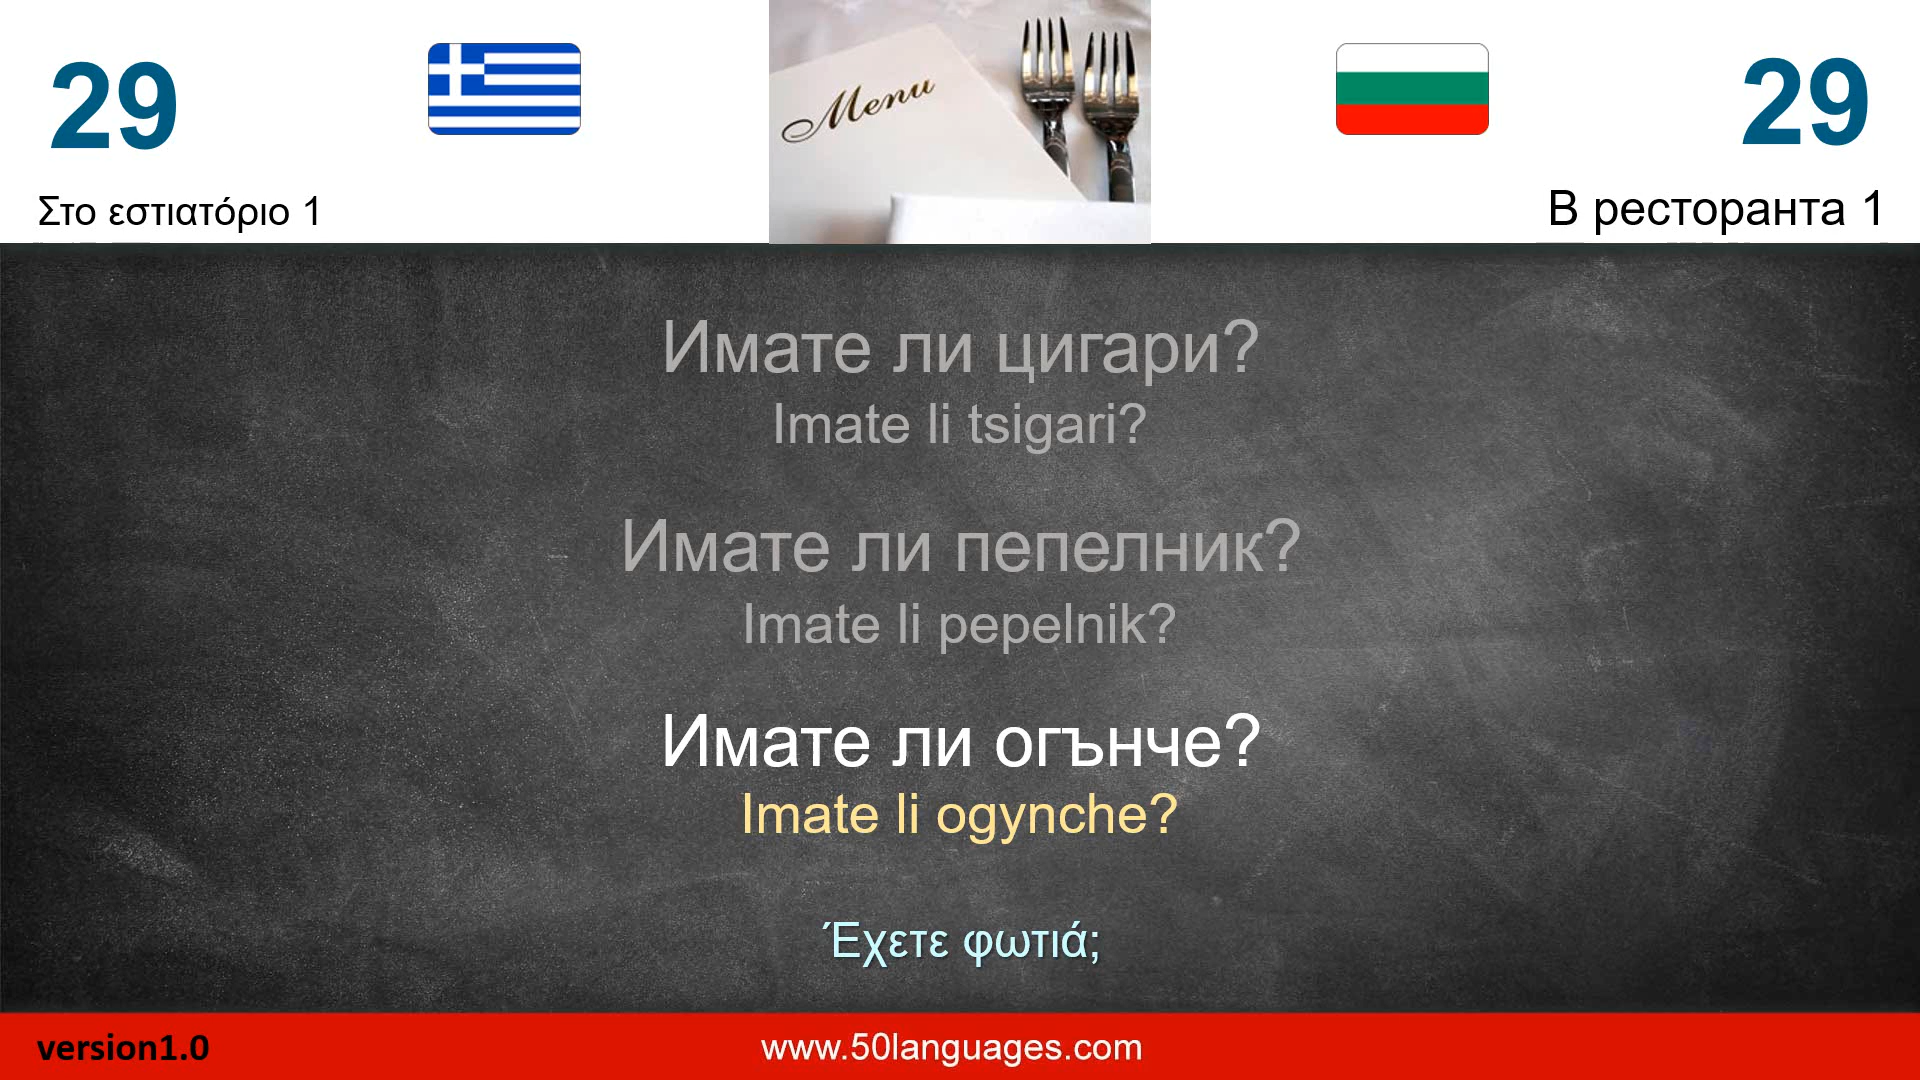 29
29
Menu
Στο εστιατόριο 1
В ресторанта 1
Имате ли цигари?
Imate li tsigari?
Имате ли пепелник?
Imate li pepelnik?
Имате ли огънче?
Imate li ogynche?
Έχετε φωτιά;
version1.0
www.50languages.com